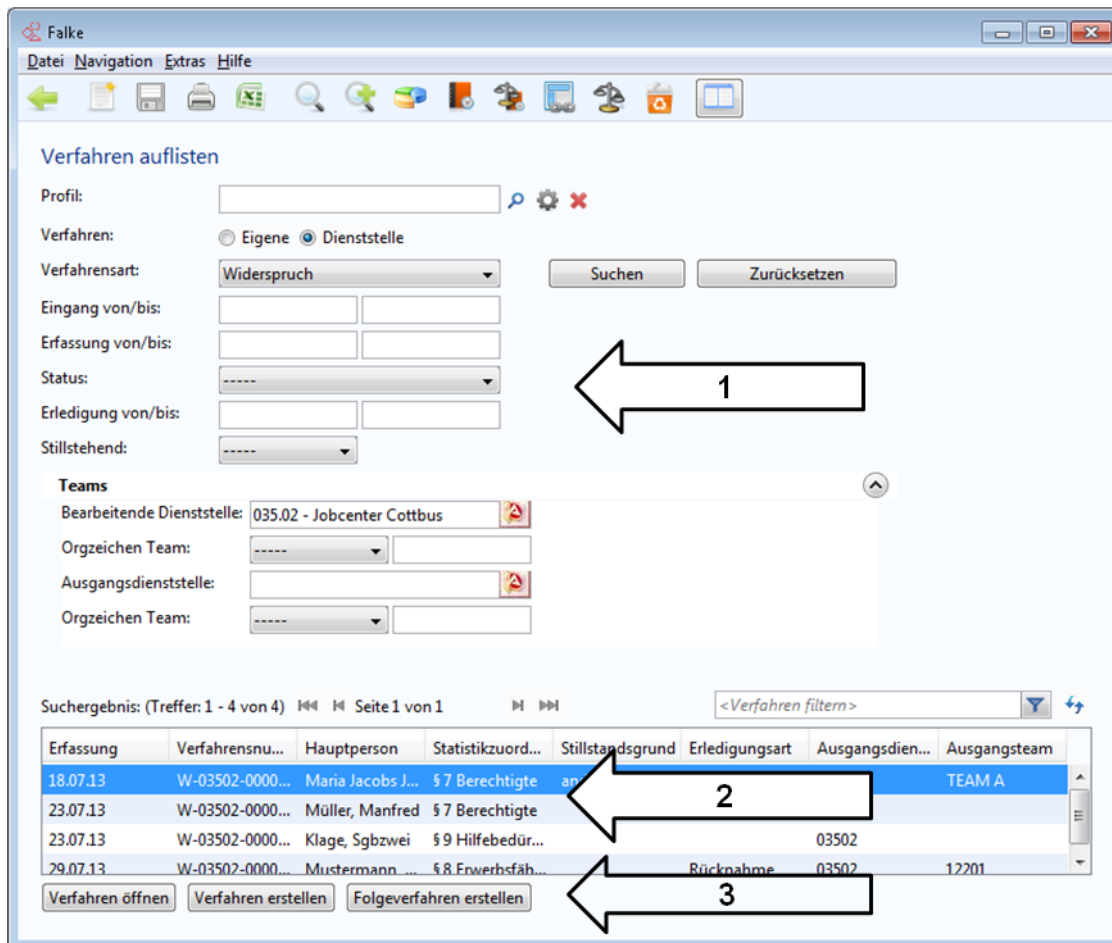 Falke
Datei Navigation Extras Hilfe
Verfahren auflisten
Profil:
Verfahren: Eigene Dienststelle
Verfahrensart: Widerspruch Suchen Zurücksetzen
Eingang von/bis:
Erfassung von/bis:
Status: ----- 1
Erledigung von/bis:
Stillstehend: -----
Teams
Bearbeitende Dienststelle: 035.02 - Jobcenter Cottbus
Orgzeichen Team: -----
Ausgangsdienststelle:
Orgzeichen Team: -----
Suchergebnis: (Treffer: 1 - 4 von 4) Seite 1 von 1 <Verfahren filtern>
Erfassung Verfahrensnu... Hauptperson Statistikzuord... Stillstandsgrund Erledigungsart Ausgangsdien... Ausgangsteam
18.07.13 W-03502-0000... Maria Jacobs J... § 7 Berechtigte TEAM A
2
23.07.13 W-03502-0000... Müller, Manfred § 7 Berechtigte
23.07.13 W-03502-0000... Klage, Sgbzwei § 9 Hilfebedür... 03502
29.07.13 W-03502-0000... Mustermann, ... § 8 Erwerbsfäh... Rücknahme 03502 12201
Verfahren öffnen Verfahren erstellen Folgeverfahren erstellen 3